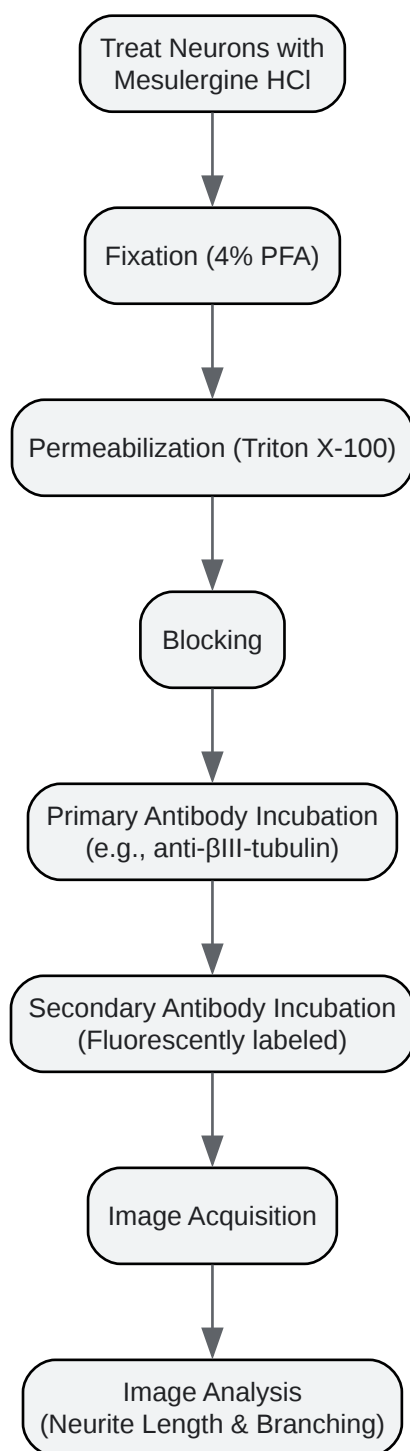 Treat Neurons with
Mesulergine HCl
Fixation (4% PFA)
Permeabilization (Triton X-100)
Blocking
Primary Antibody Incubation
(e.g., anti-βIII-tubulin)
Secondary Antibody Incubation
(Fluorescently labeled)
Image Acquisition
Image Analysis
(Neurite Length & Branching)